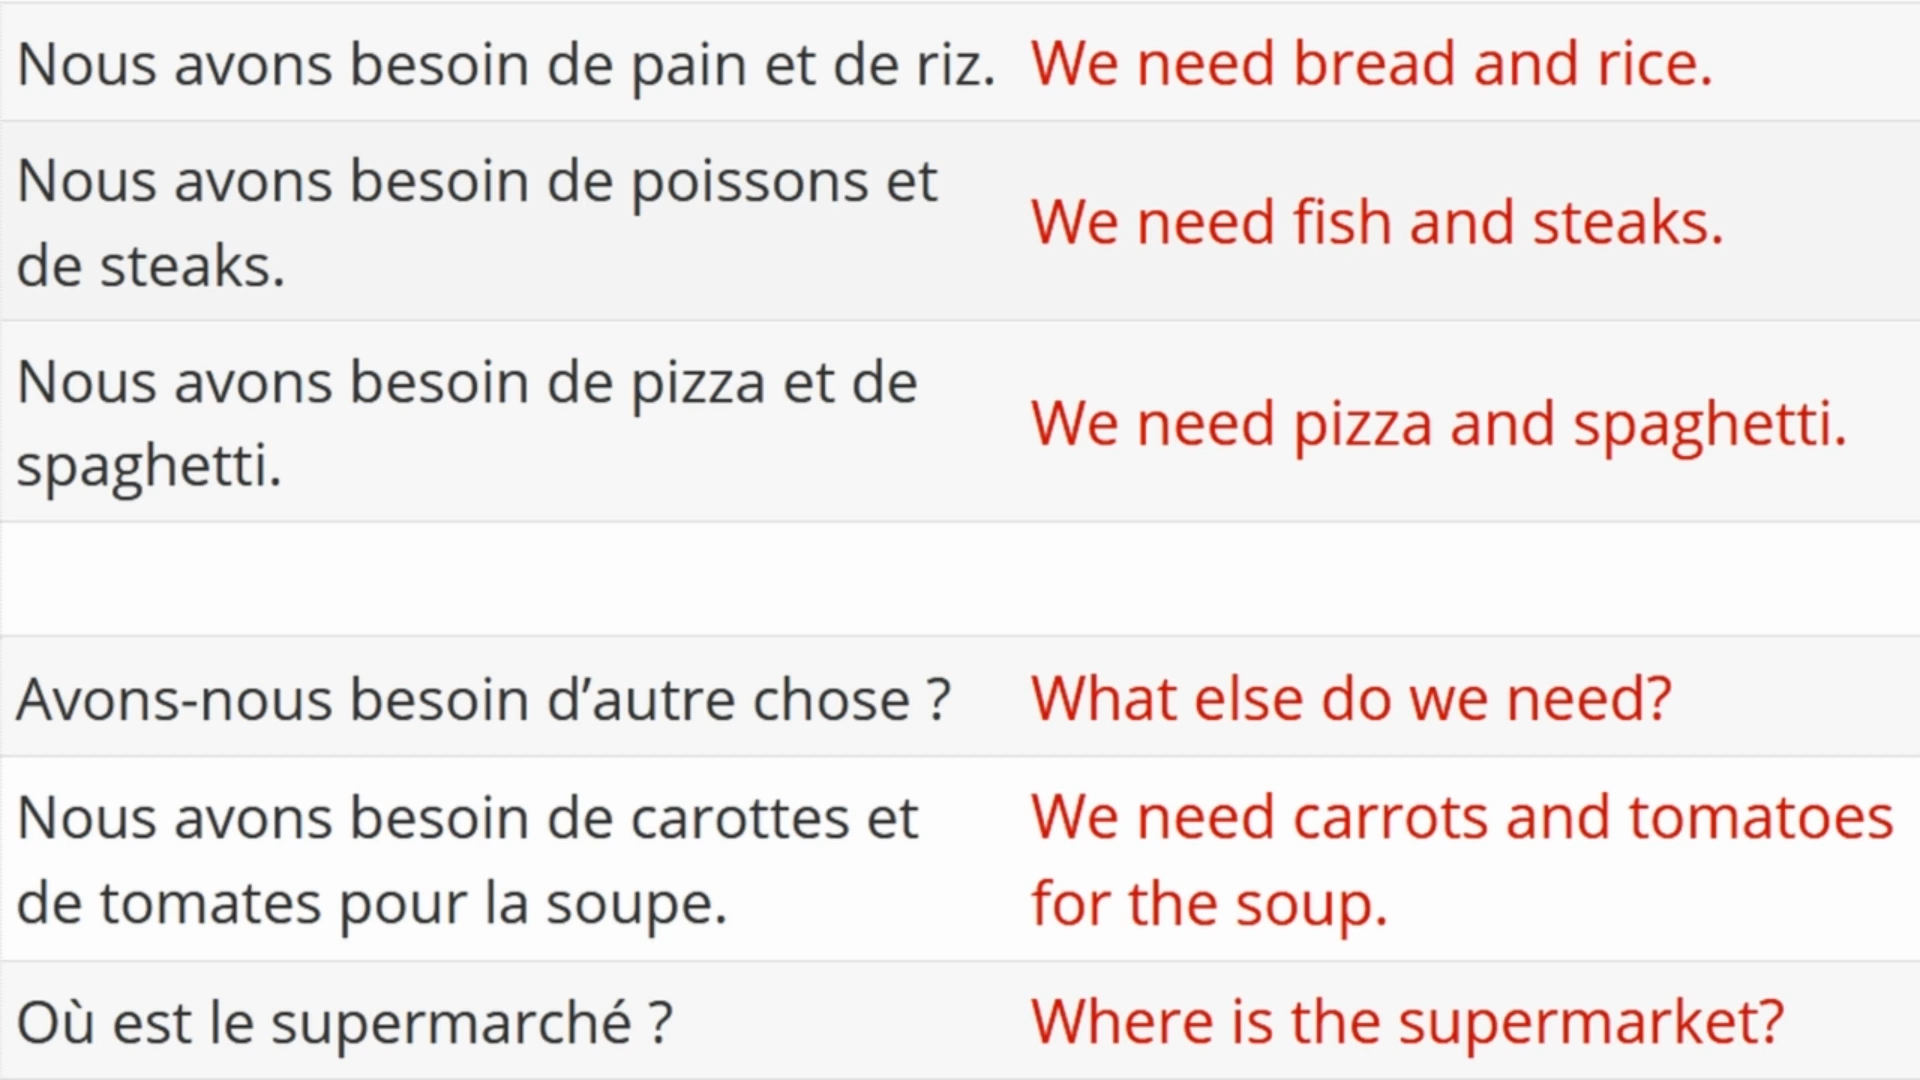 Nous avons besoin de pain et de riz. We need bread and rice.
Nous avons besoin de poissons et
de steaks.
We need fish and steaks.
Nous avons besoin de pizza et de
spaghetti.
We need pizza and spaghetti.
Avons-nous besoin d’autre chose ? What else do we need?
Nous avons besoin de carottes et
de tomates pour la soupe.
We need carrots and tomatoes
for the soup.
Où est le supermarché ? Where is the supermarket?